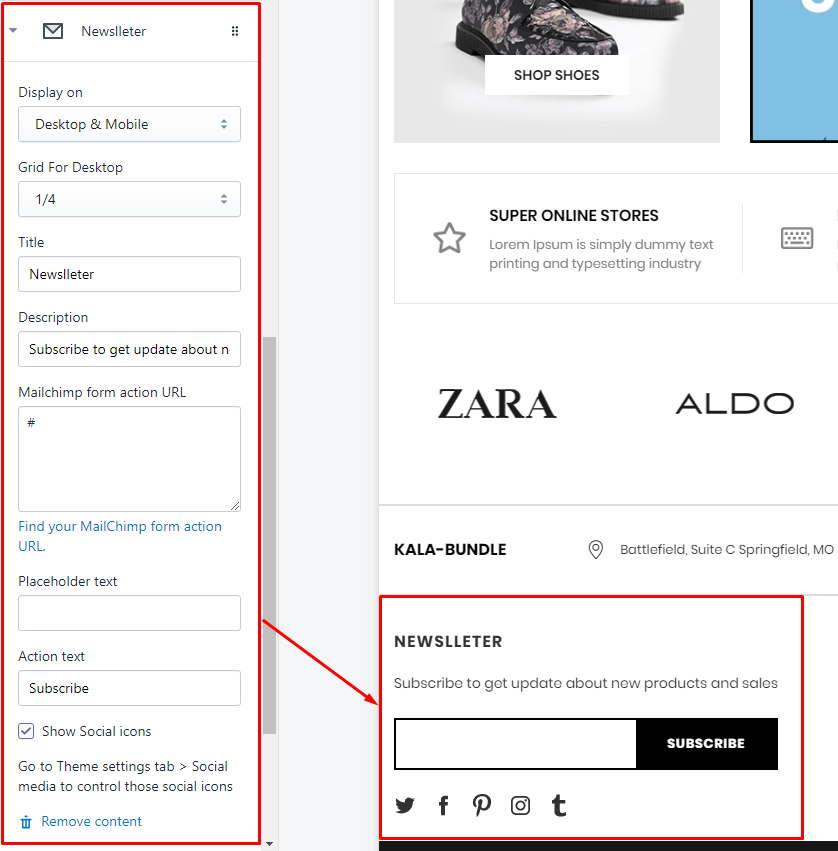 Newslleter
Display on
Desktop & Mobile
Grid For Desktop
1/4
Title
Newslleter
Description
Subscribe to get update about n
Mailchimp form action URL
#
Find your MailChimp form action
URL.
Placeholder text
Action text
Subscribe
Show Social icons
Go to Theme settings tab > Social
media to control those social icons
Remove content
SHOP SHOES
SUPER ONLINE STORES
Lorem Ipsum is simply dummy text
printing and typesetting industry
ZARA
ALDO
KALA-BUNDLE
Battlefield, Suite C Springfield, MO
NEWSLLETER
Subscribe to get update about new products and sales
SUBSCRIBE